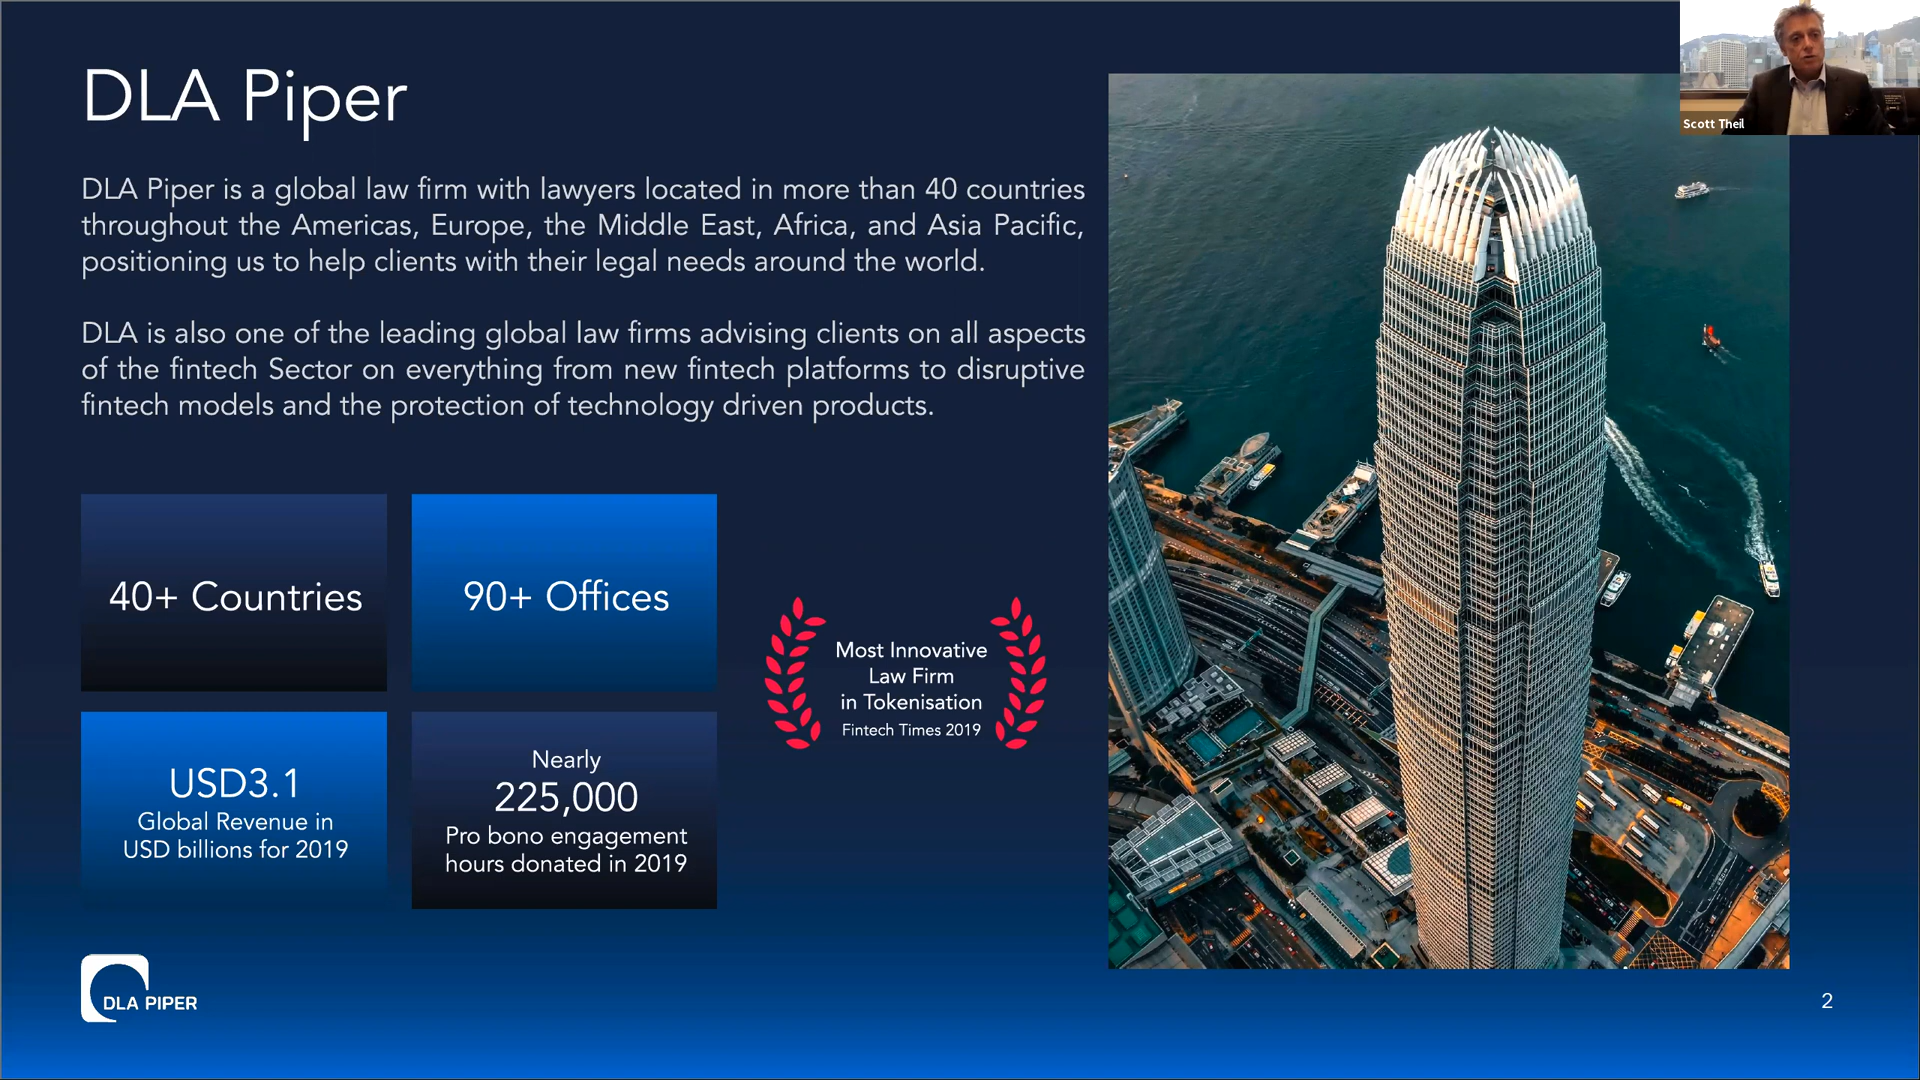 DLA Piper
DLA Piper is a global law firm with lawyers located in more than 40 countries
throughout the Americas, Europe, the Middle East, Africa, and Asia Pacific,
positioning us to help clients with their legal needs around the world.
DLA is also one of the leading global law firms advising clients on all aspects
of the fintech Sector on everything from new fintech platforms to disruptive
fintech models and the protection of technology driven products.
40+ Countries
90+ Offices
USD3.1
Global Revenue in
USD billions for 2019
Nearly
225,000
Pro bono engagement
hours donated in 2019
Most Innovative
Law Firm
in Tokenisation
Fintech Times 2019
Scott Theil
DLA PIPER
2